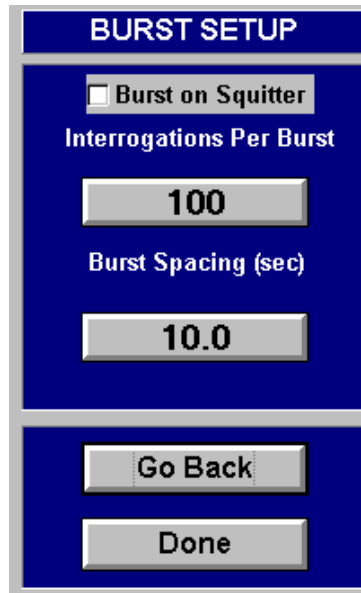 BURST SETUP
Burst on Squitter
Interrogations Per Burst
100
Burst Spacing (sec)
10.0
Go Back
Done